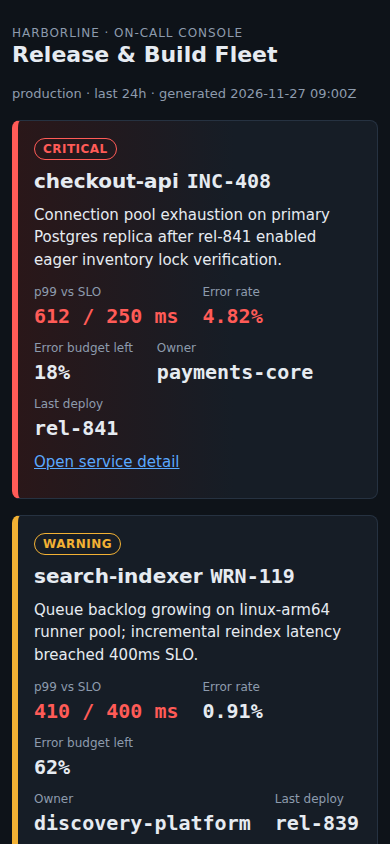 HARBORLINE · ON-CALL CONSOLE
Release & Build Fleet
production · last 24h · generated 2026-11-27 09:00Z
CRITICAL
checkout-api INC-408
Connection pool exhaustion on primary
Postgres replica after rel-841 enabled
eager inventory lock verification.
p99 vs SLO Error rate
612 / 250 ms 4.82%
Error budget left Owner
18% payments-core
Last deploy
rel-841
Open service detail
WARNING
search-indexer WRN-119
Queue backlog growing on linux-arm64
runner pool; incremental reindex latency
breached 400ms SLO.
p99 vs SLO Error rate
410 / 400 ms 0.91%
Error budget left
62%
Owner Last deploy
discovery-platform rel-839